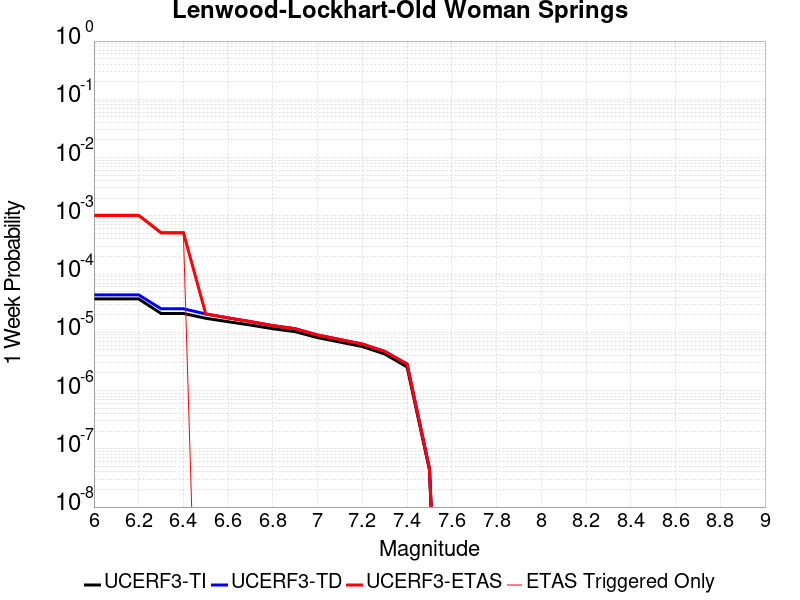 Lenwood-Lockhart-Old Woman Springs
10^0
10^-1
10^-2
10^-3
10^-4
10^-5
10^-6
10^-7
10^-8
1 Week Probability
6 6.2 6.4 6.6 6.8 7 7.2 7.4 7.6 7.8 8 8.2 8.4 8.6 8.8 9
Magnitude
UCERF3-TI UCERF3-TD UCERF3-ETAS ETAS Triggered Only